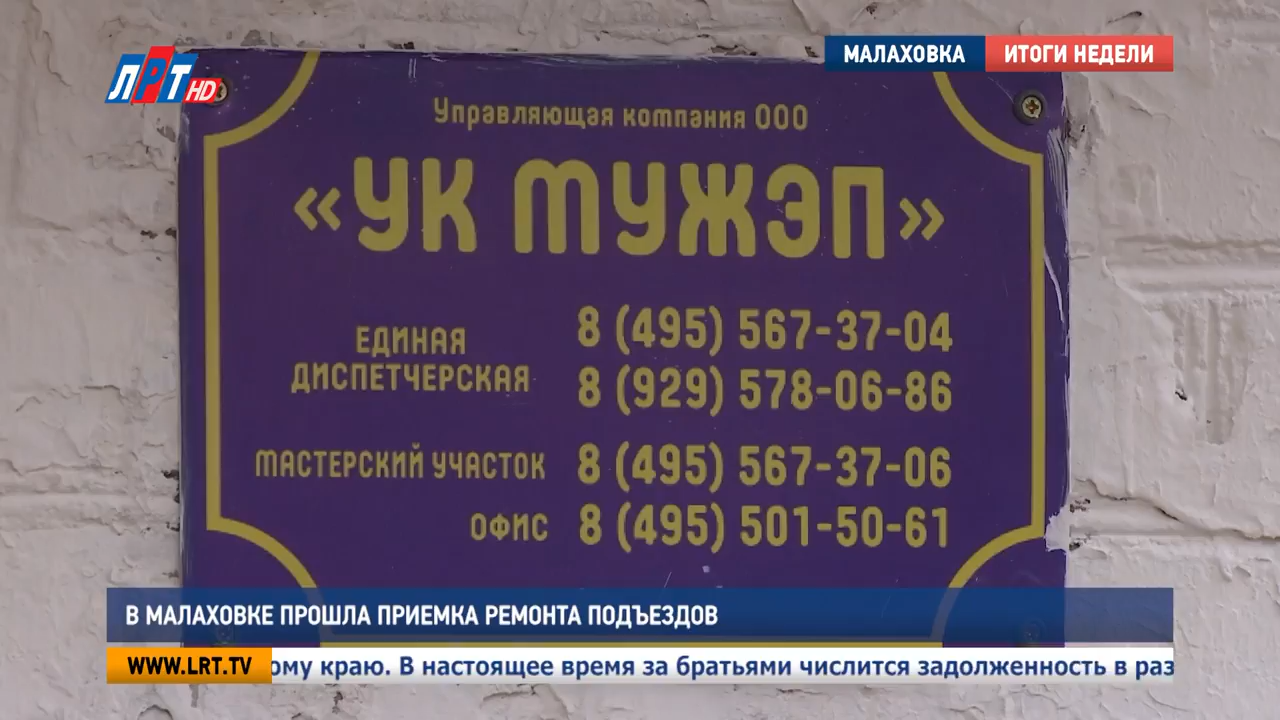 ЛРТ HD
МАЛАХОВКА ИТОГИ НЕДЕЛИ
Управляющая компания ООО
«УК МУЖЭП»
ЕДИНАЯ
ДИСПЕТЧЕРСКАЯ
8 (495) 567-37-04
8 (929) 578-06-86
МАСТЕРСКИЙ УЧАСТОК 8 (495) 567-37-06
ОФИС 8 (495) 501-50-61
В МАЛАХОВКЕ ПРОШЛА ПРИЕМКА РЕМОНТА ПОДЪЕЗДОВ
WWW.LRT.TV ому краю. В настоящее время за братьями числится задолженность в раз